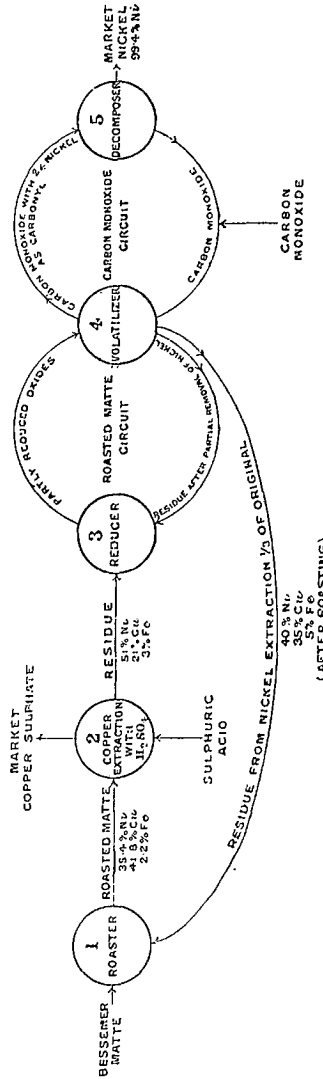 BESSEMER
MATTE
1
ROASTER
ROASTED MATTE
35.4% Ni
41.8% Cu
2.2% Fe
MARKET
COPPER SULPHATE
2
COPPER
EXTRACTION
WITH
H₂SO₄
SULPHURIC
ACID
RESIDUE
51% Ni
21% Cu
3% Fe
3
REDUCER
PARTLY REDUCED OXIDES
ROASTED MATTE
CIRCUIT
RESIDUE AFTER PARTIAL REMOVAL OF NICKEL
4
VOLATILIZER
CARBON MONOXIDE WITH 2% NICKEL
CARBON AS CARBONYL
CARBON MONOXIDE
CIRCUIT
CARBON MONOXIDE
CARBON
MONOXIDE
5
DECOMPOSER
MARKET
NICKEL
99.4% Ni
RESIDUE FROM NICKEL EXTRACTION 1/3 OF ORIGINAL
40% Ni
35% Cu
5% Fe
(AFTER ROASTING)